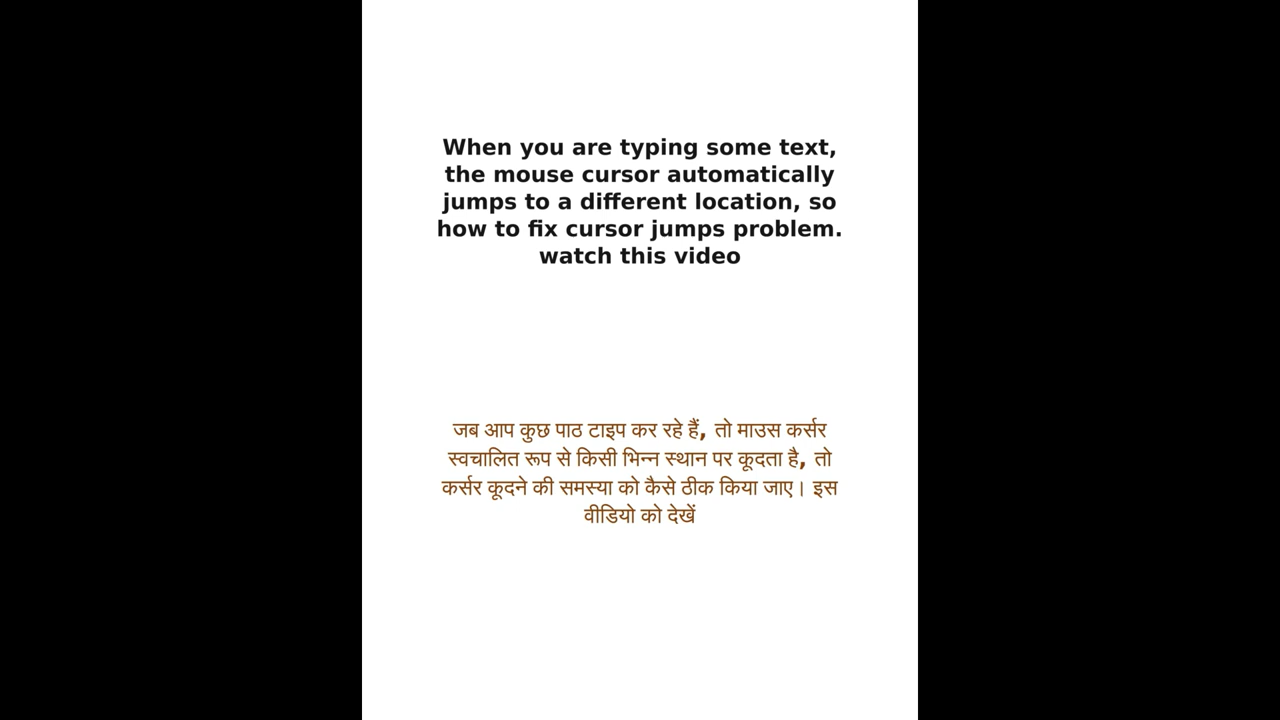 When you are typing some text,
the mouse cursor automatically
jumps to a different location, so
how to fix cursor jumps problem.
watch this video
जब आप कुछ पाठ टाइप कर रहे हैं, तो माउस कर्सर
स्वचालित रूप से किसी भिन्न स्थान पर कूदता है, तो
कर्सर कूदने की समस्या को कैसे ठीक किया जाए। इस
वीडियो को देखें